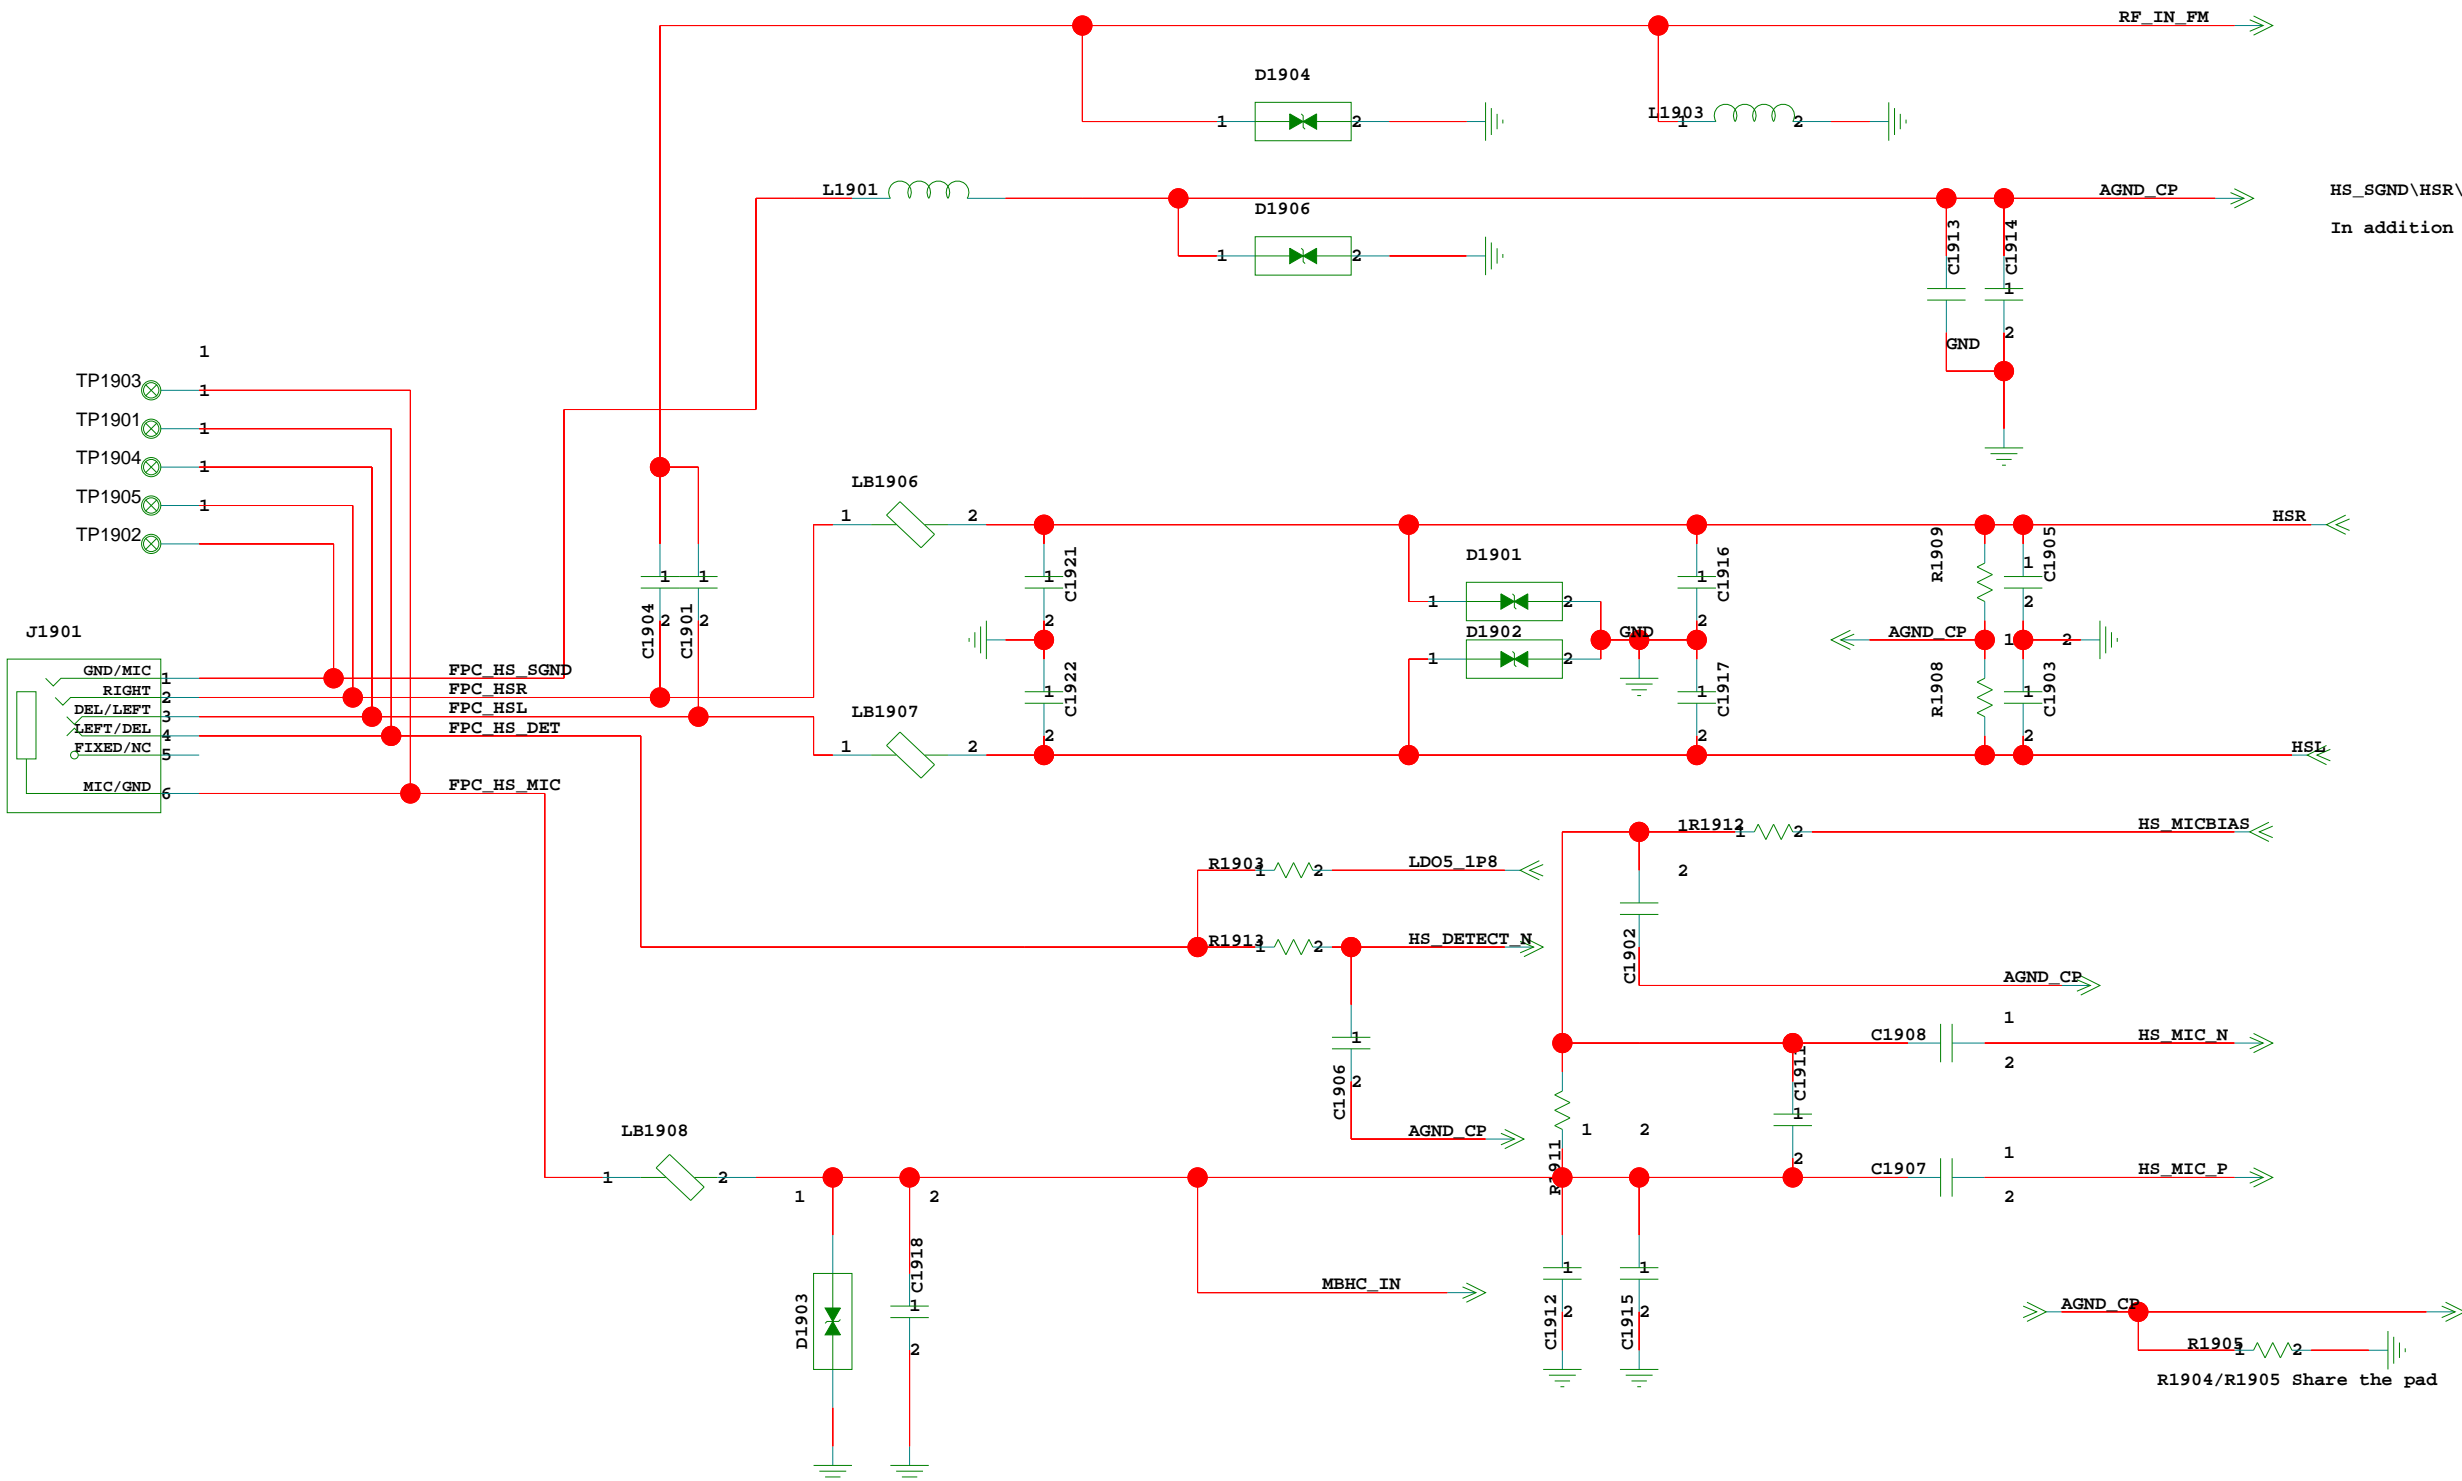 RF_IN_FM
D1904
1 2
L1903
1 2
L1901
AGND_CP
HS_SGND\HSR\
D1906
1 2
In addition
C1913
C1914
1
2
GND
1
TP1903
1
TP1901
1
TP1904
1
TP1905
1
TP1902
LB1906
1 2
HSR
C1904
1
2
C1901
1
2
C1921
1
2
D1901
1 2
C1916
1
2
R1909
C1905
1
2
D1902
1 2
GND
AGND_CP
1 2
C1922
1
2
C1917
1
2
R1908
C1903
1
2
J1901
GND/MIC 1 FPC_HS_SGND
RIGHT 2 FPC_HSR
DEL/LEFT 3 FPC_HSL
LEFT/DEL 4 FPC_HS_DET
FIXED/NC 5
MIC/GND 6 FPC_HS_MIC
LB1907
1 2
HSL
1
R1912
1 2
HS_MICBIAS
R1903
1 2
LDO5_1P8
2
C1902
R1913
1 2
HS_DETECT_N
AGND_CP
C1906
1
2
AGND_CP
C1908
1
2
HS_MIC_N
C1911
1
2
R1911
1 2
LB1908
1 2
C1907
1
2
HS_MIC_P
1 2
D1903
C1918
1
2
MBHC_IN
C1912
1
2
C1915
1
2
AGND_CP
R1905
1 2
R1904/R1905 Share the pad